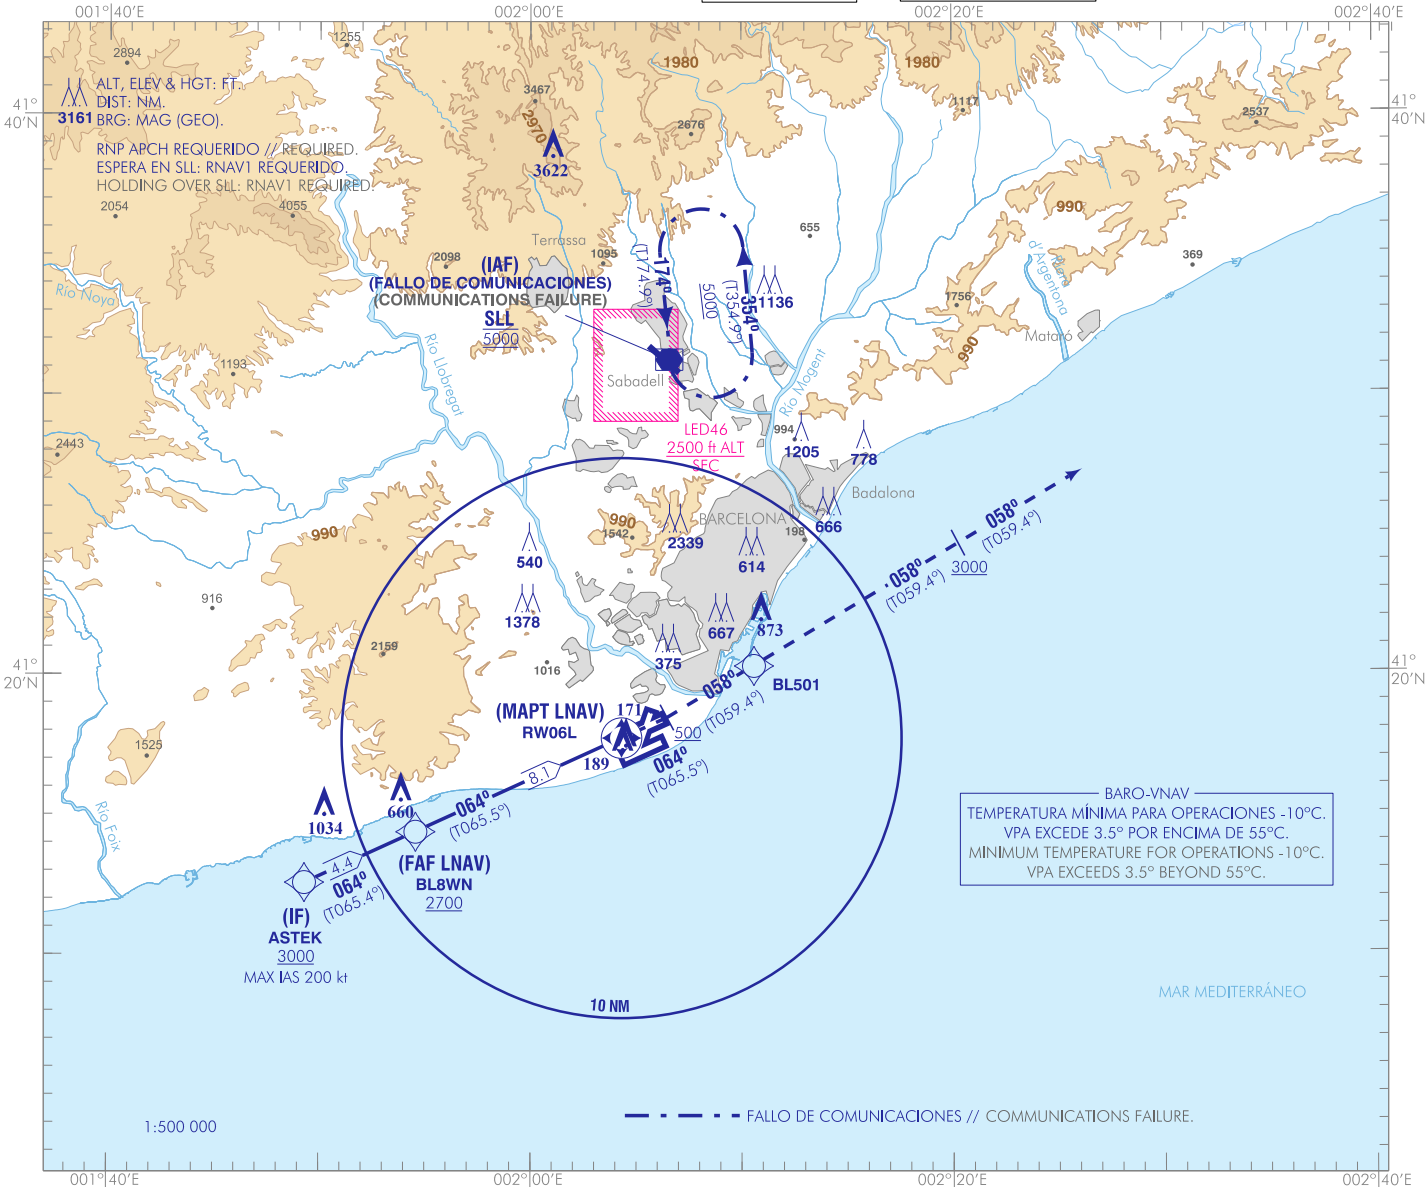 001°40'E
002°00'E
002°20'E
002°40'E
2894
1255
ALT, ELEV & HGT: FT.
DIST: NM.
3161 BRG: MAG (GEO).
41°
40'N
RNP APCH REQUERIDO // REQUIRED.
ESPERA EN SLL: RNAV1 REQUERIDO.
HOLDING OVER SLL: RNAV1 REQUIRED.
2054
4055
3467
2970
3622
2676
1980
1980
1117
2537
41°
40'N
990
990
990
655
369
1756
Riera
d'Argentona
Mataró
Terrassa
2098
1095
(IAF)
(FALLO DE COMUNICACIONES)
(COMMUNICATIONS FAILURE)
SLL
5000
174°
(T174.9°)
5000
354°
(T354.9°)
1136
Río Noya
Río Llobregat
Río Mogent
1193
Sabadell
LED46
2500 ft ALT
SFC
994
1205
778
2443
Badalona
990
990
1542
BARCELONA
2339
198
666
614
540
1378
667
873
375
916
2159
1016
058°
(T059.4°)
3000
058°
(T059.4°)
41°
20'N
41°
20'N
BL501
058°
(T059.4°)
(MAPT LNAV)
RW06L
171
500
189
064°
(T065.5°)
1525
Río Foix
8.1
660
1034
064°
(T065.5°)
(FAF LNAV)
BL8WN
2700
4.4
064°
(T065.4°)
(IF)
ASTEK
3000
MAX IAS 200 kt
10 NM
BARO-VNAV
TEMPERATURA MÍNIMA PARA OPERACIONES -10°C.
VPA EXCEDE 3.5° POR ENCIMA DE 55°C.
MINIMUM TEMPERATURE FOR OPERATIONS -10°C.
VPA EXCEEDS 3.5° BEYOND 55°C.
MAR MEDITERRÁNEO
1:500 000
FALLO DE COMUNICACIONES // COMMUNICATIONS FAILURE.
001°40'E
002°00'E
002°20'E
002°40'E